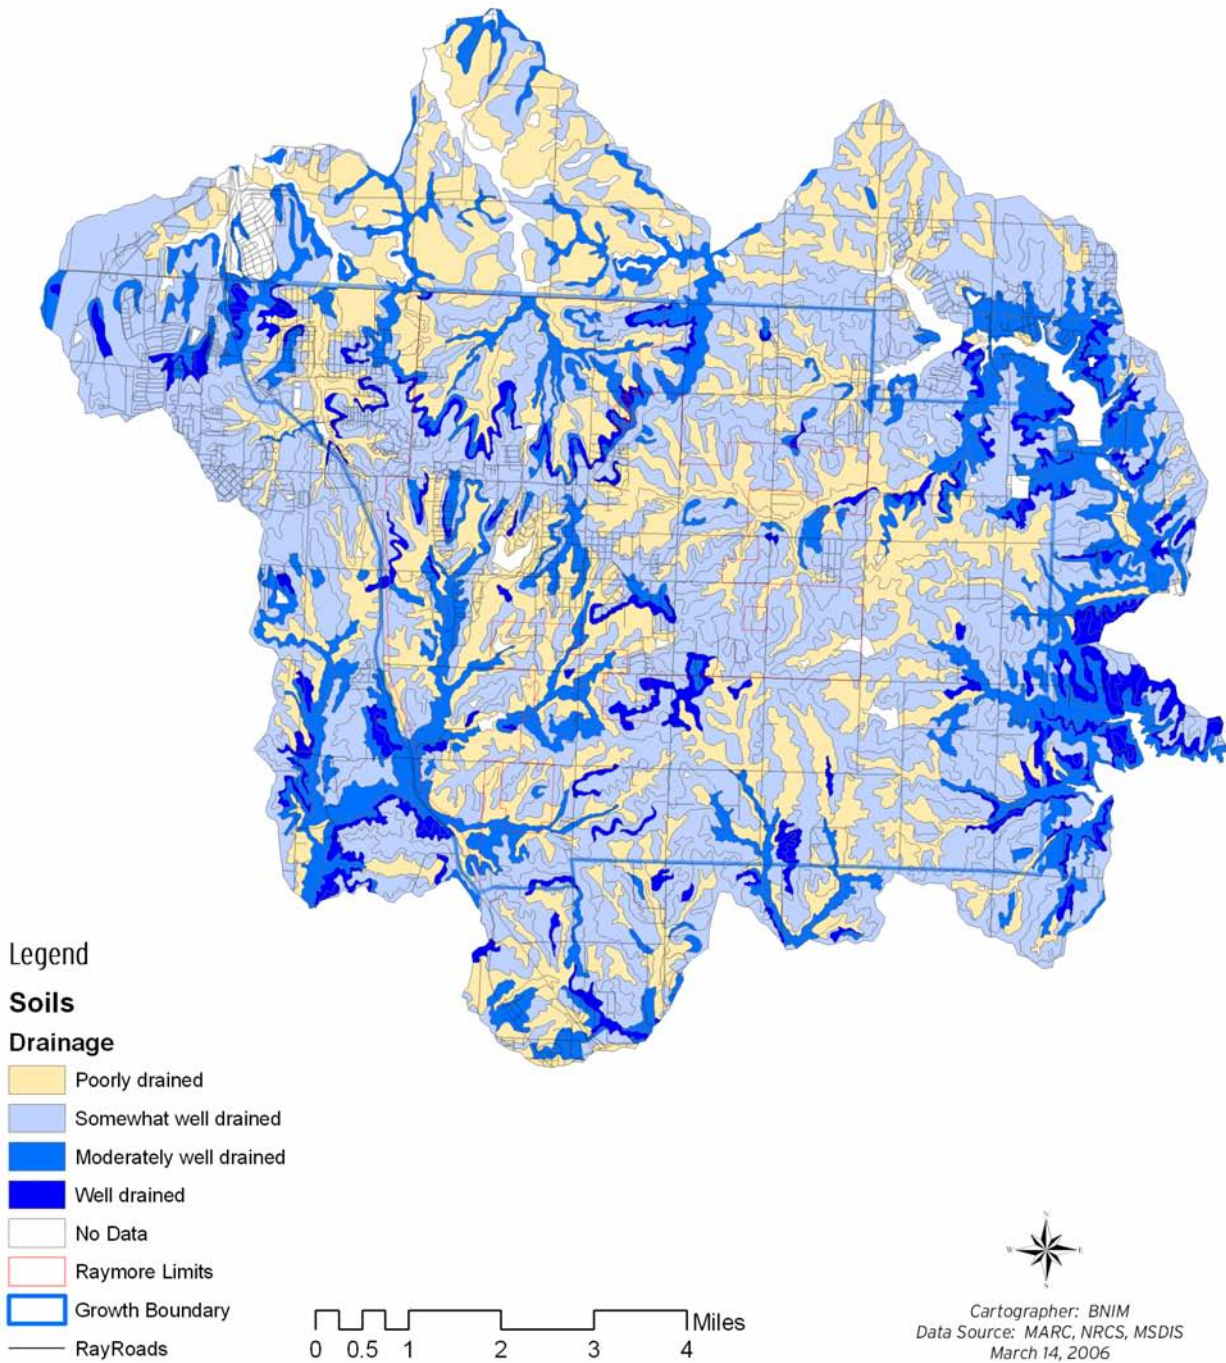 Legend
Soils
Drainage
Poorly drained
Somewhat well drained
Moderately well drained
Well drained
No Data
Raymore Limits
Growth Boundary
RayRoads
Miles
0 0.5 1 2 3 4
N
W E
S
Cartographer: BNIM
Data Source: MARC, NRCS, MSDIS
March 14, 2006